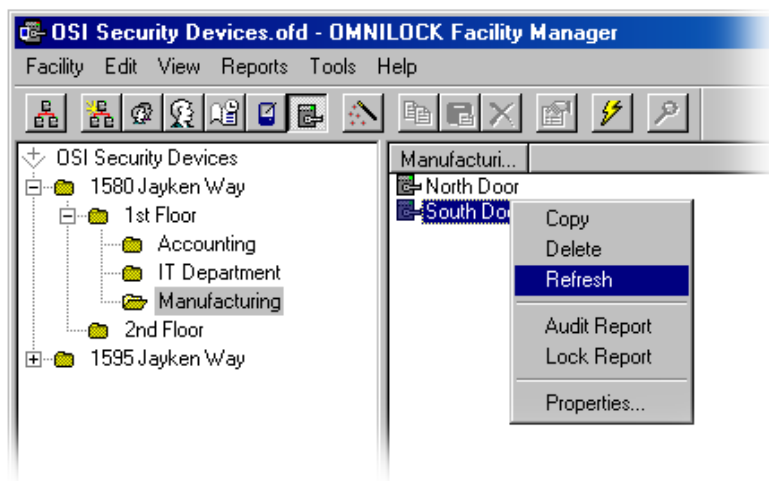 OSI Security Devices.ofd - OMNILOCK Facility Manager
Facility Edit View Reports Tools Help
OSI Security Devices
1580 Jayken Way
1st Floor
Accounting
IT Department
Manufacturing
2nd Floor
1595 Jayken Way
Manufacturi...
North Door
South Do
Copy
Delete
Refresh
Audit Report
Lock Report
Properties...